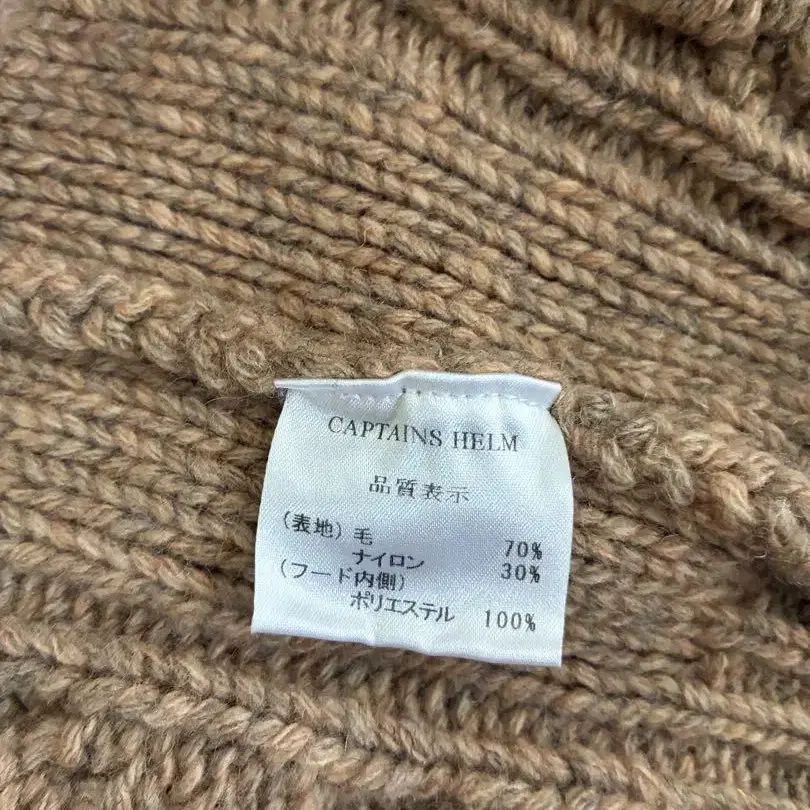 CAPTAINS HELM
品質表示
(表地) 毛 70%
ナイロン 30%
(フード内側)
ポリエステル 100%